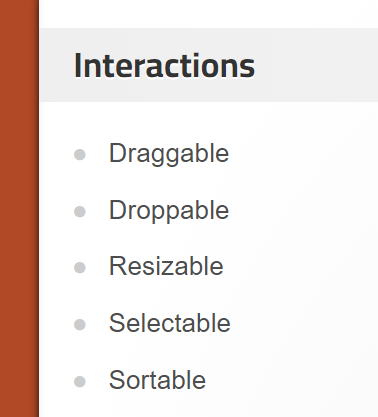 Interactions
Draggable
Droppable
Resizable
Selectable
Sortable